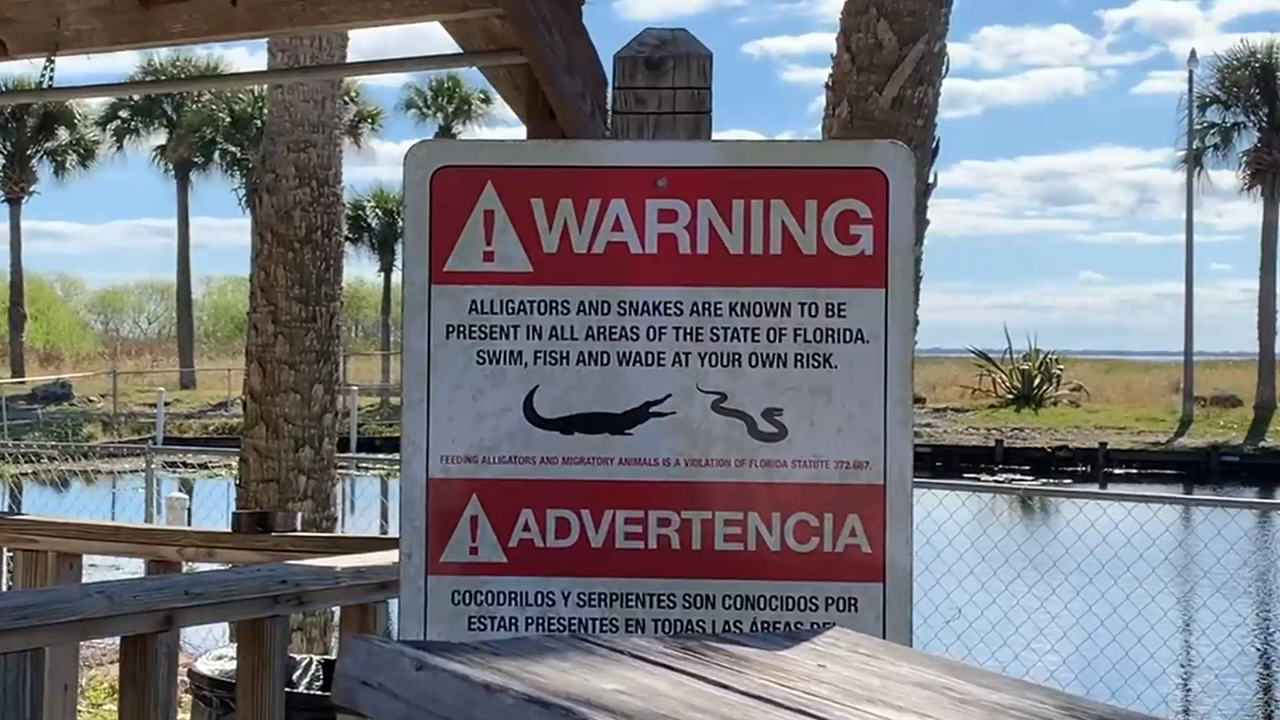 WARNING
ALLIGATORS AND SNAKES ARE KNOWN TO BE
PRESENT IN ALL AREAS OF THE STATE OF FLORIDA.
SWIM, FISH AND WADE AT YOUR OWN RISK.
FEEDING ALLIGATORS AND MIGRATORY ANIMALS IS A VIOLATION OF FLORIDA STATUTE 372.667.
ADVERTENCIA
COCODRILOS Y SERPIENTES SON CONOCIDOS POR
ESTAR PRESENTES EN TODAS LAS ÁREAS DEL